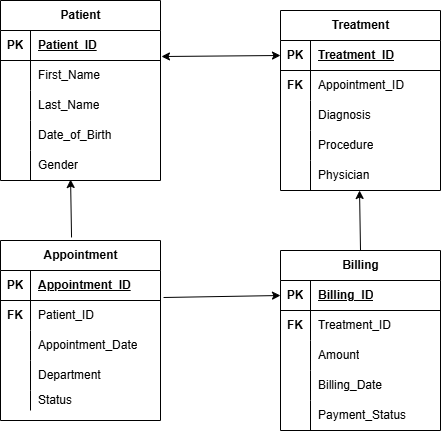 Patient
PK Patient_ID
First_Name
Last_Name
Date_of_Birth
Gender
Treatment
PK Treatment_ID
FK Appointment_ID
Diagnosis
Procedure
Physician
Appointment
PK Appointment_ID
FK Patient_ID
Appointment_Date
Department
Status
Billing
PK Billing_ID
FK Treatment_ID
Amount
Billing_Date
Payment_Status